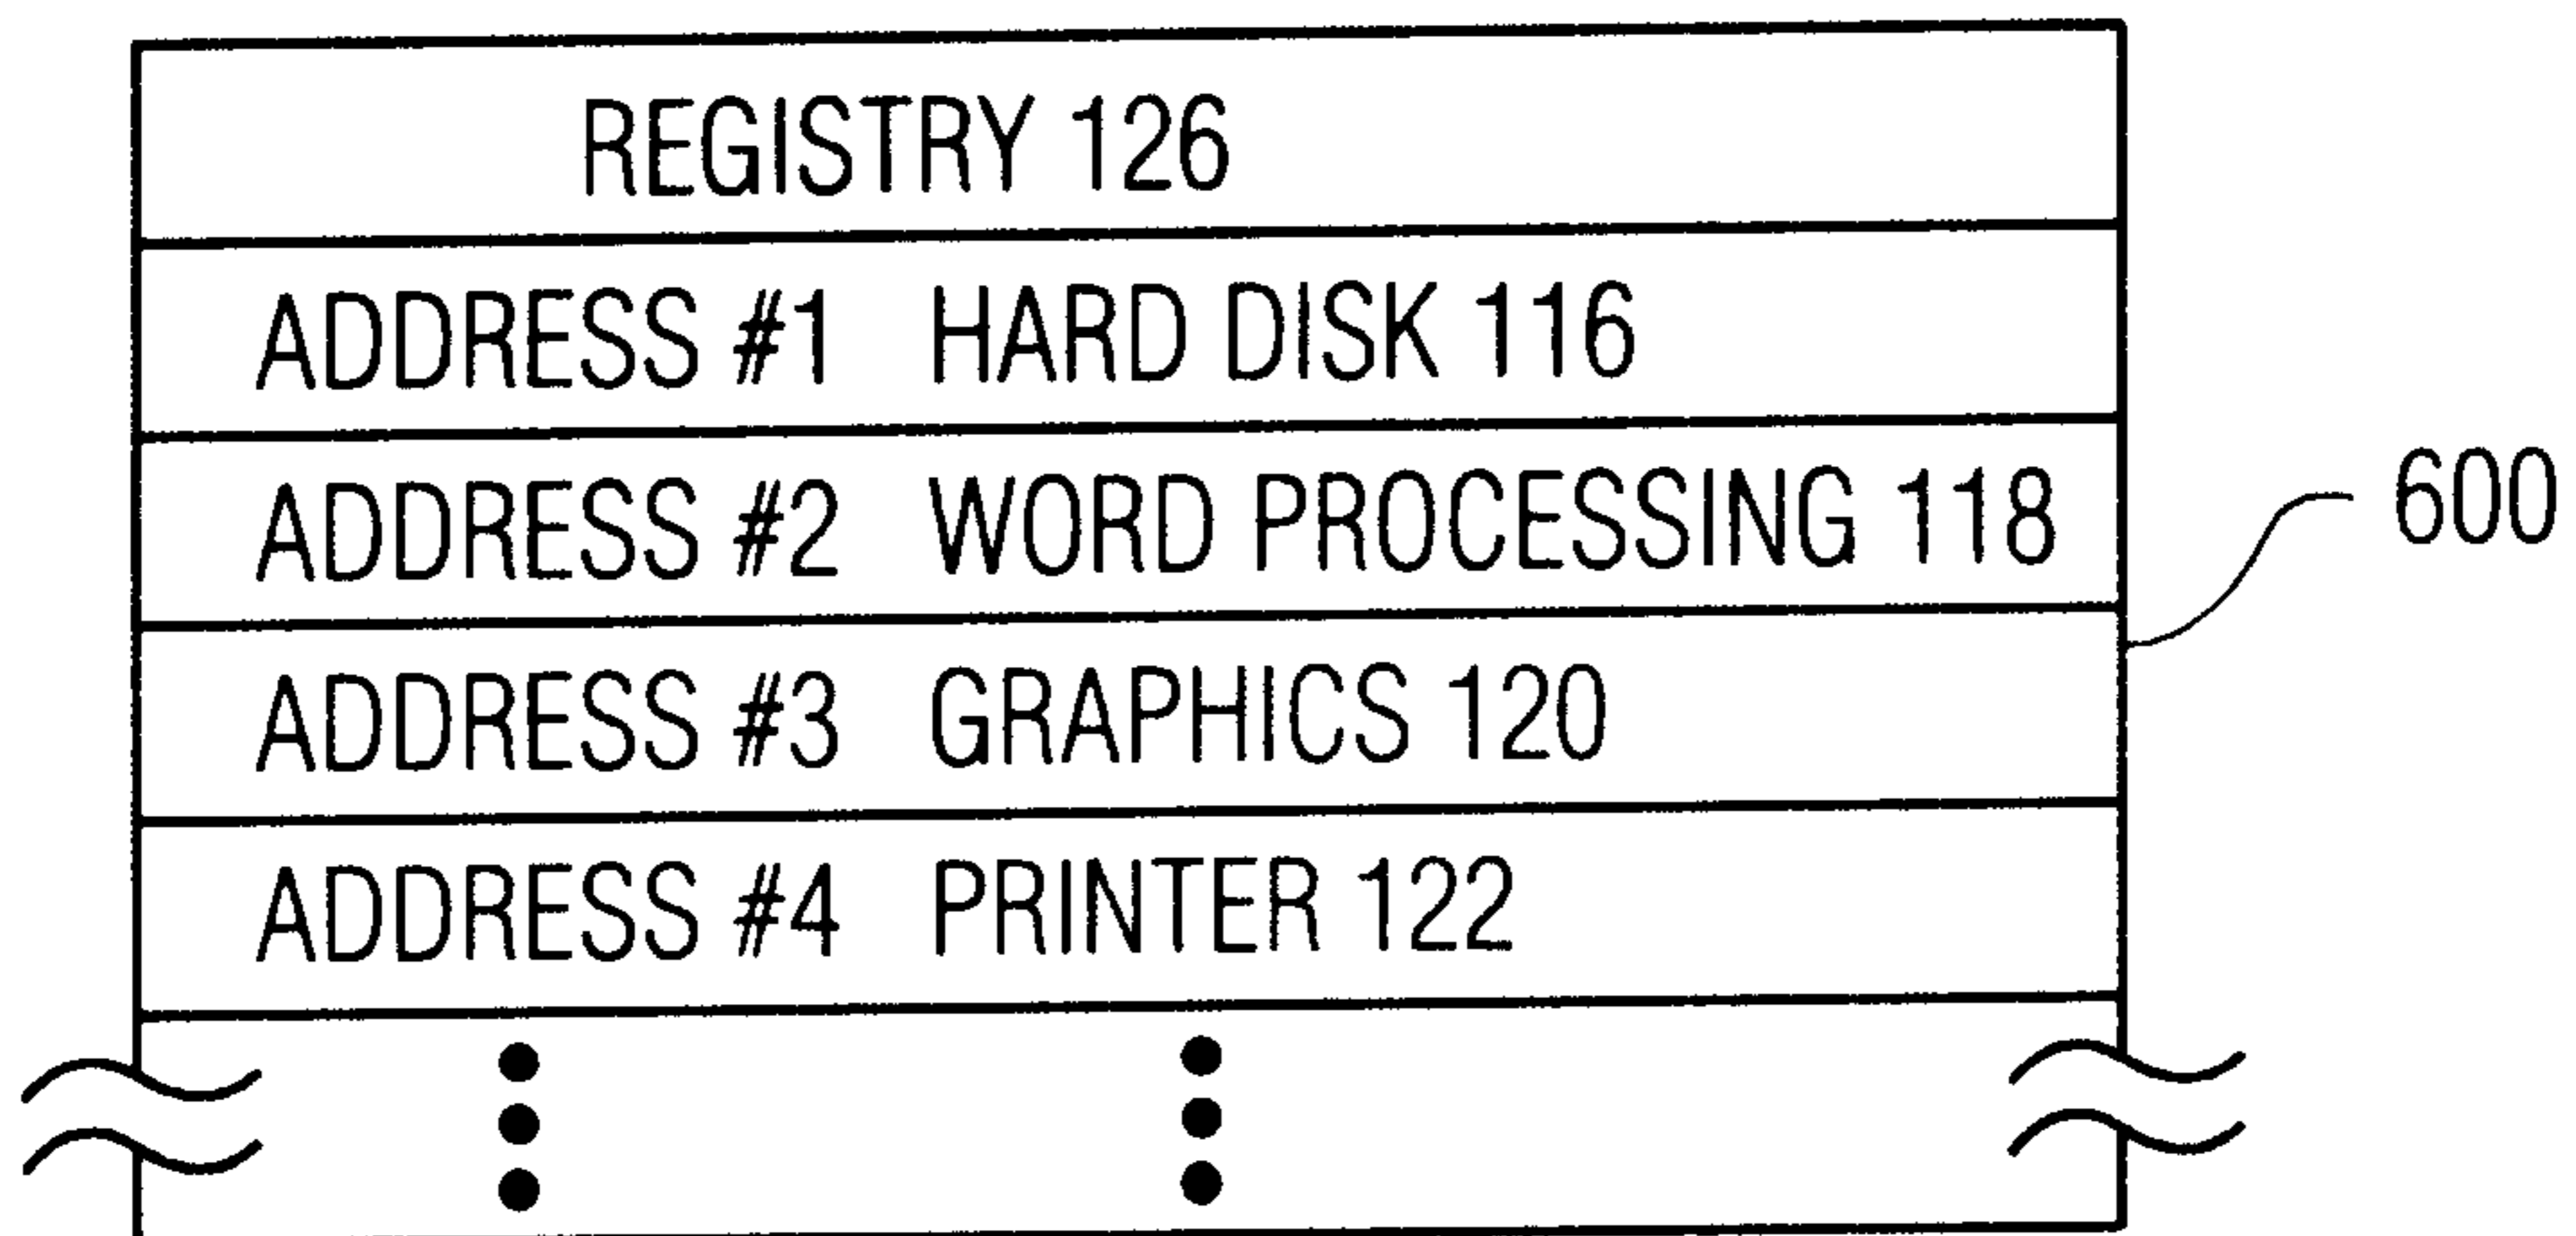 REGISTRY 126
ADDRESS #1 HARD DISK 116
ADDRESS #2 WORD PROCESSING 118
600
ADDRESS #3 GRAPHICS 120
ADDRESS #4 PRINTER 122